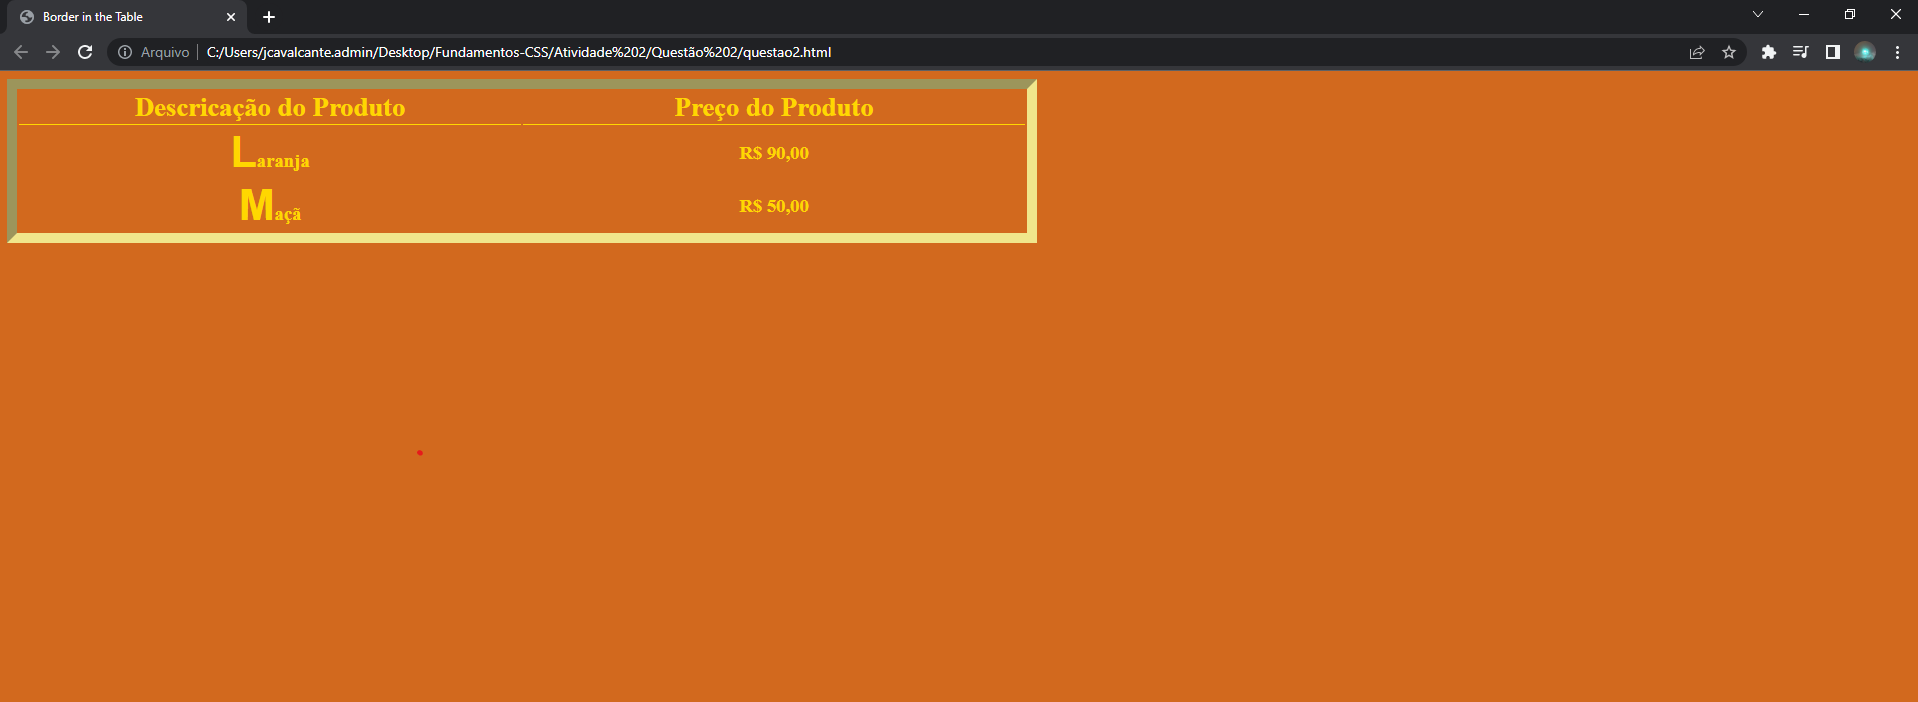 Border in the Table
Arquivo C:/Users/jcavalcante.admin/Desktop/Fundamentos-CSS/Atividade%202/Questão%202/questao2.html
Descricação do Produto Preço do Produto
Laranja R$ 90,00
Maçã R$ 50,00